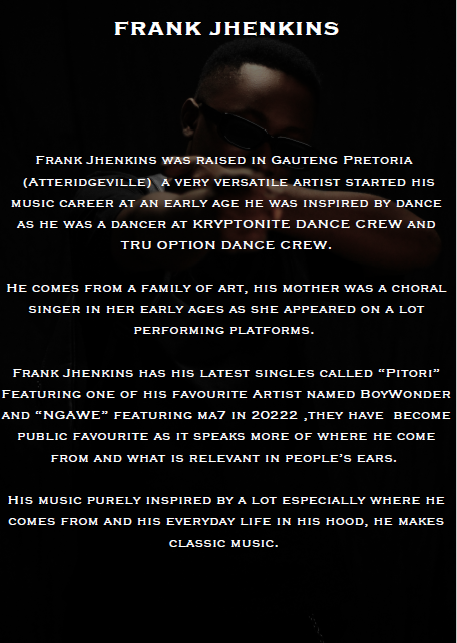 FRANK JHENKINS
Frank Jhenkins was raised in Gauteng Pretoria
(Atteridgeville) a very versatile artist started his
music career at an early age he was inspired by dance
as he was a dancer at KRYPTONITE DANCE CREW and
TRU OPTION DANCE CREW.
He comes from a family of art, his mother was a choral
singer in her early ages as she appeared on a lot
performing platforms.
Frank Jhenkins has his latest singles called “Pitori”
Featuring one of his favourite Artist named BoyWonder
and “NGAWE” featuring ma7 in 20222 ,they have become
public favourite as it speaks more of where he come
from and what is relevant in people’s ears.
His music purely inspired by a lot especially where he
comes from and his everyday life in his hood, he makes
classic music.